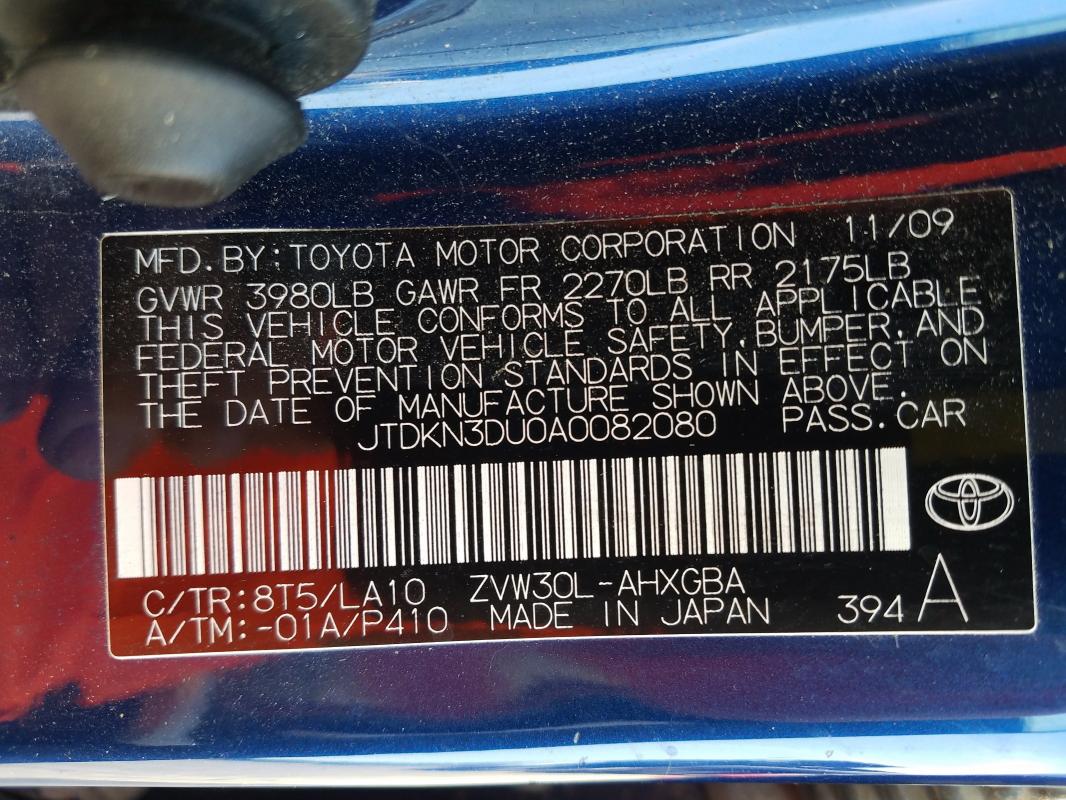 MFD. BY: TOYOTA MOTOR CORPORATION 11/09
GVWR 3980LB GAWR FR 2270LB RR 2175LB
THIS VEHICLE CONFORMS TO ALL APPLICABLE
FEDERAL MOTOR VEHICLE SAFETY, BUMPER, AND
THEFT PREVENTION STANDARDS IN EFFECT ON
THE DATE OF MANUFACTURE SHOWN ABOVE.
JTDKN3DU0A0082080 PASS. CAR
C/TR: 8T5/LA10 ZVW30L-AHXGBA
A/TM: -01A/P410 MADE IN JAPAN 394 A